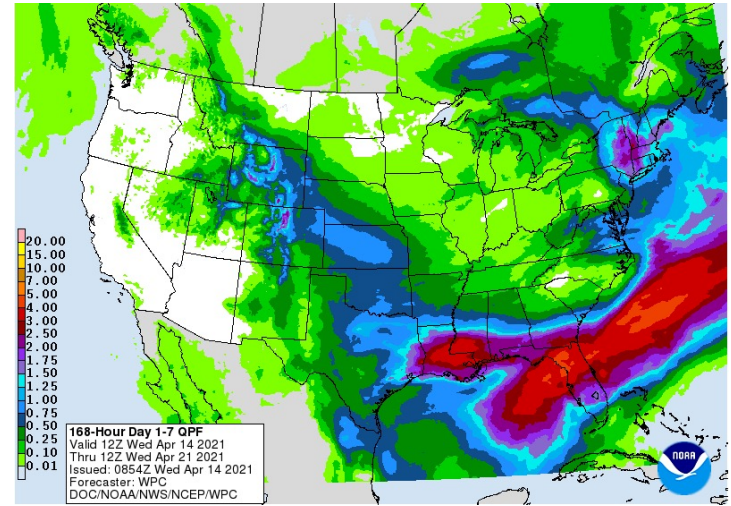 20.00
15.00
10.00
7.00
5.00
4.00
3.00
2.50
2.00
1.75
1.50
1.25
1.00
0.75
0.50
0.25
0.10
0.01
168-Hour Day 1-7 QPF
Valid 12Z Wed Apr 14 2021
Thru 12Z Wed Apr 21 2021
Issued: 0854Z Wed Apr 14 2021
Forecaster: WPC
DOC/NOAA/NWS/NCEP/WPC
NOAA